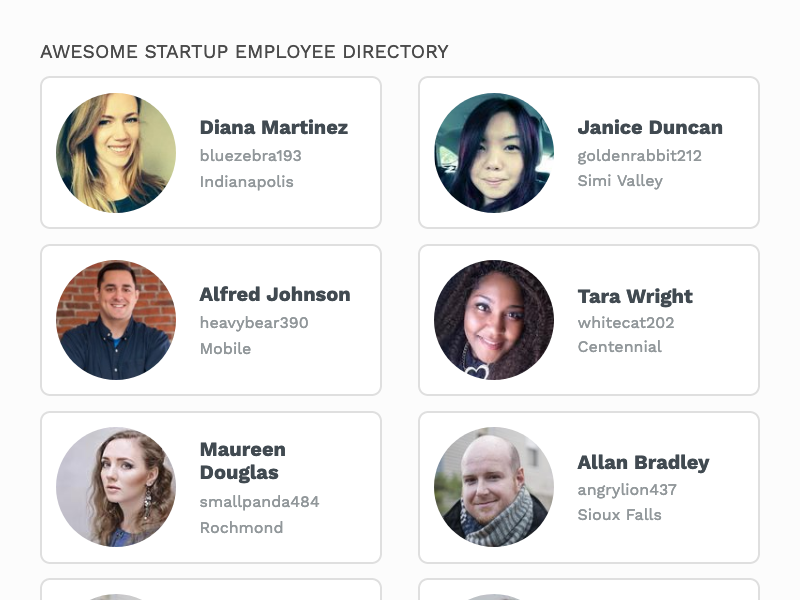 AWESOME STARTUP EMPLOYEE DIRECTORY
Diana Martinez
bluezebra193
Indianapolis
Janice Duncan
goldenrabbit212
Simi Valley
Alfred Johnson
heavybear390
Mobile
Tara Wright
whitecat202
Centennial
Maureen
Douglas
smallpanda484
Rochmond
Allan Bradley
angrylion437
Sioux Falls